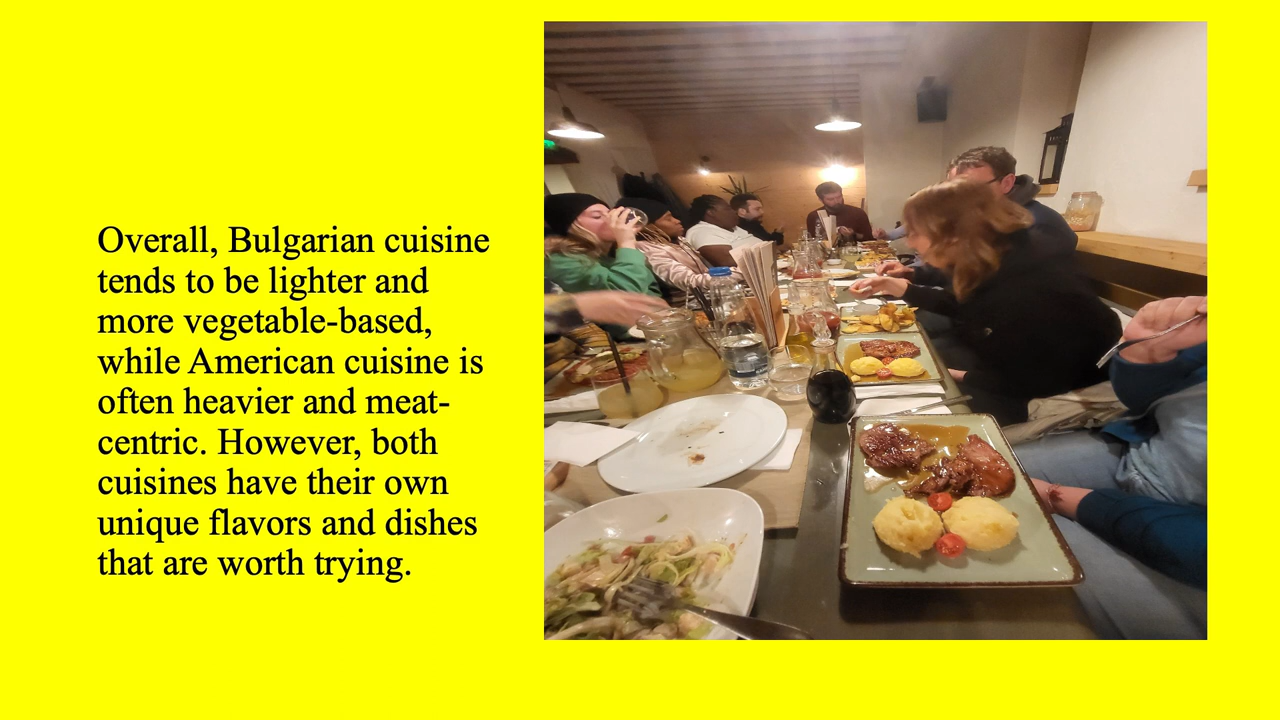 Overall, Bulgarian cuisine
tends to be lighter and
more vegetable-based,
while American cuisine is
often heavier and meat-
centric. However, both
cuisines have their own
unique flavors and dishes
that are worth trying.